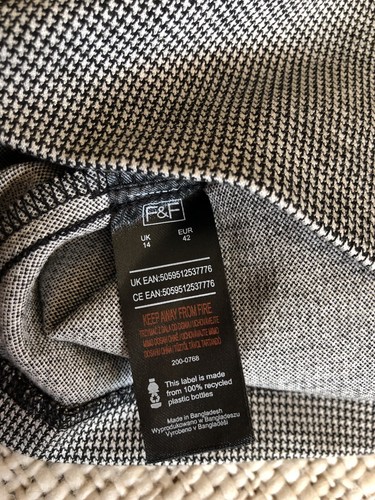 F&F
UK EUR
14 42
UK EAN:5059512537776
CE EAN:5059512537776
KEEP AWAY FROM FIRE
200-0768
This label is made
from 100% recycled
plastic bottles
Made in Bangladesh
Wyprodukowano w Bangladeszu
Vyrobeno v Bangladéši